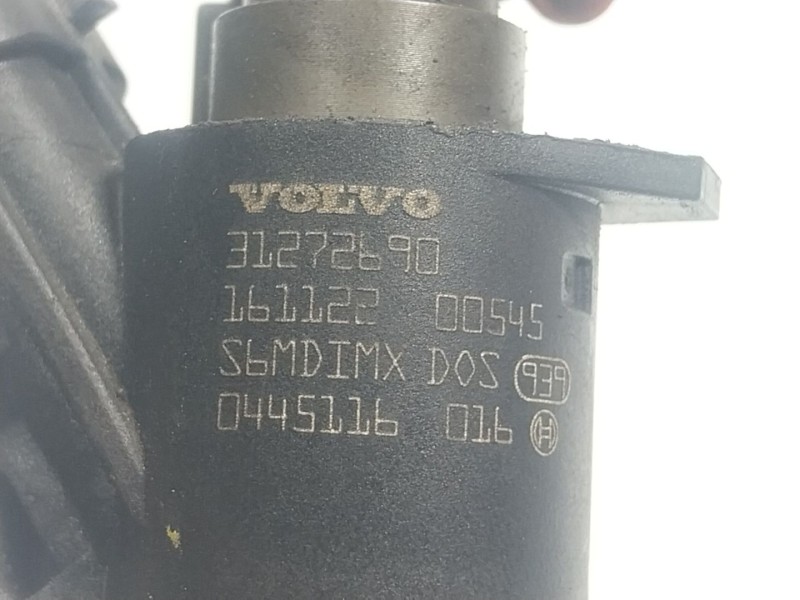 VOLVO
31272690
161122 00545
S6MDIMX DOS 939
0445116 016 H